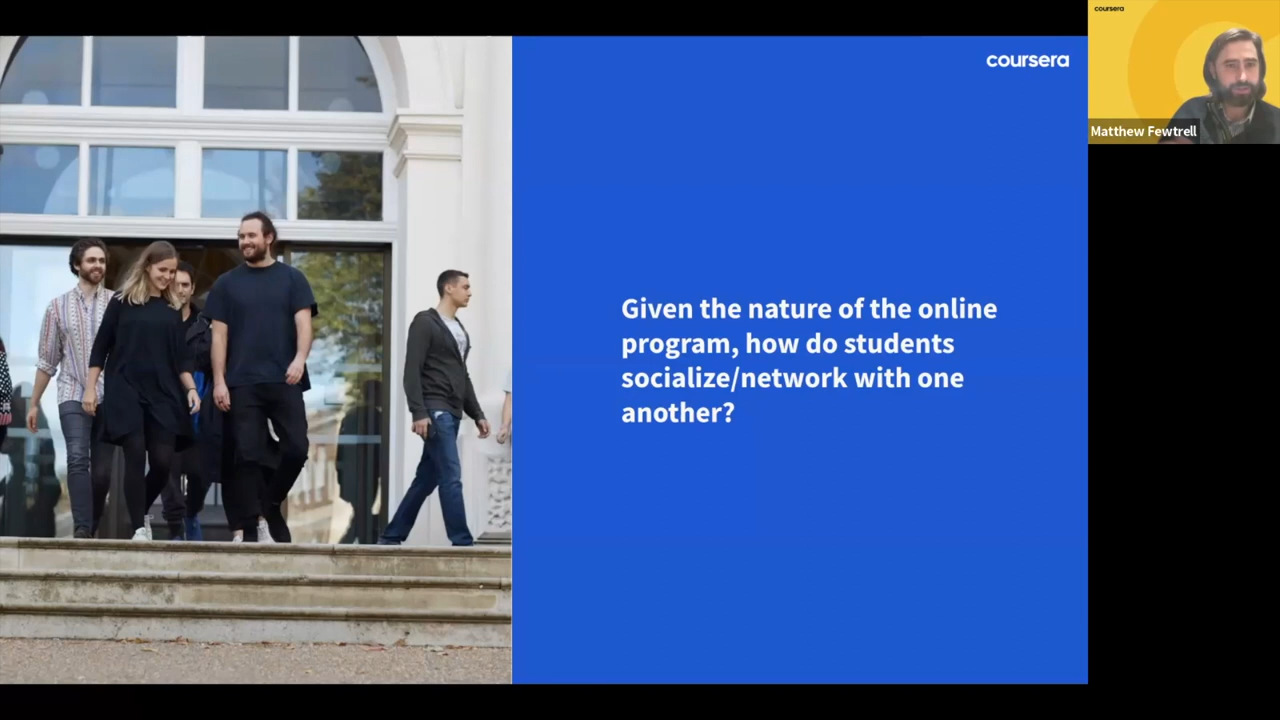 coursera
coursera
Matthew Fewtrell
Given the nature of the online
program, how do students
socialize/network with one
another?